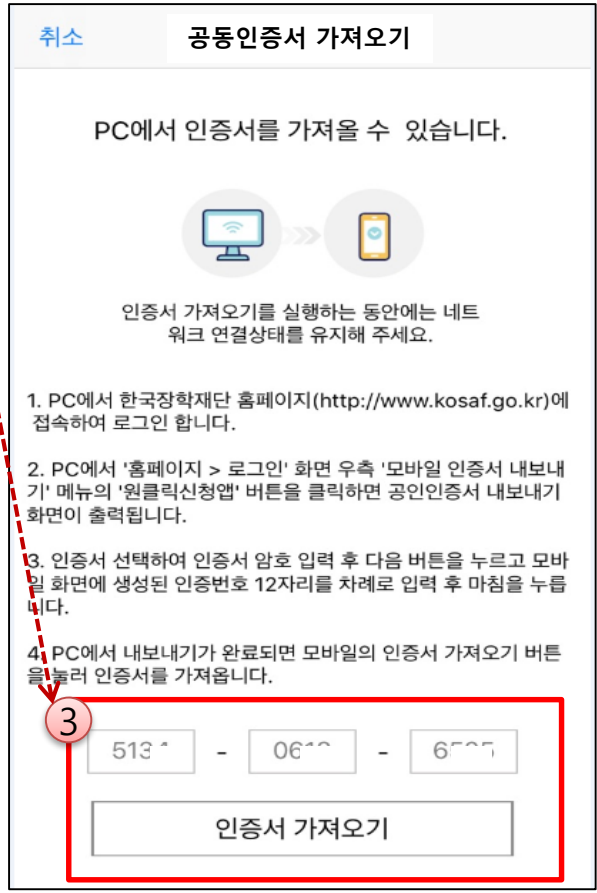 취소 공동인증서 가져오기
PC에서 인증서를 가져올 수 있습니다.
인증서 가져오기를 실행하는 동안에는 네트
워크 연결상태를 유지해 주세요.
1. PC에서 한국장학재단 홈페이지(http://www.kosaf.go.kr)에
접속하여 로그인 합니다.
2. PC에서 '홈페이지 > 로그인' 화면 우측 '모바일 인증서 내보내
기' 메뉴의 '원클릭신청앱' 버튼을 클릭하면 공인인증서 내보내기
화면이 출력됩니다.
3. 인증서 선택하여 인증서 암호 입력 후 다음 버튼을 누르고 모바
일 화면에 생성된 인증번호 12자리를 차례로 입력 후 마침을 누릅
니다.
4. PC에서 내보내기가 완료되면 모바일의 인증서 가져오기 버튼
을 눌러 인증서를 가져옵니다.
3
- -
인증서 가져오기